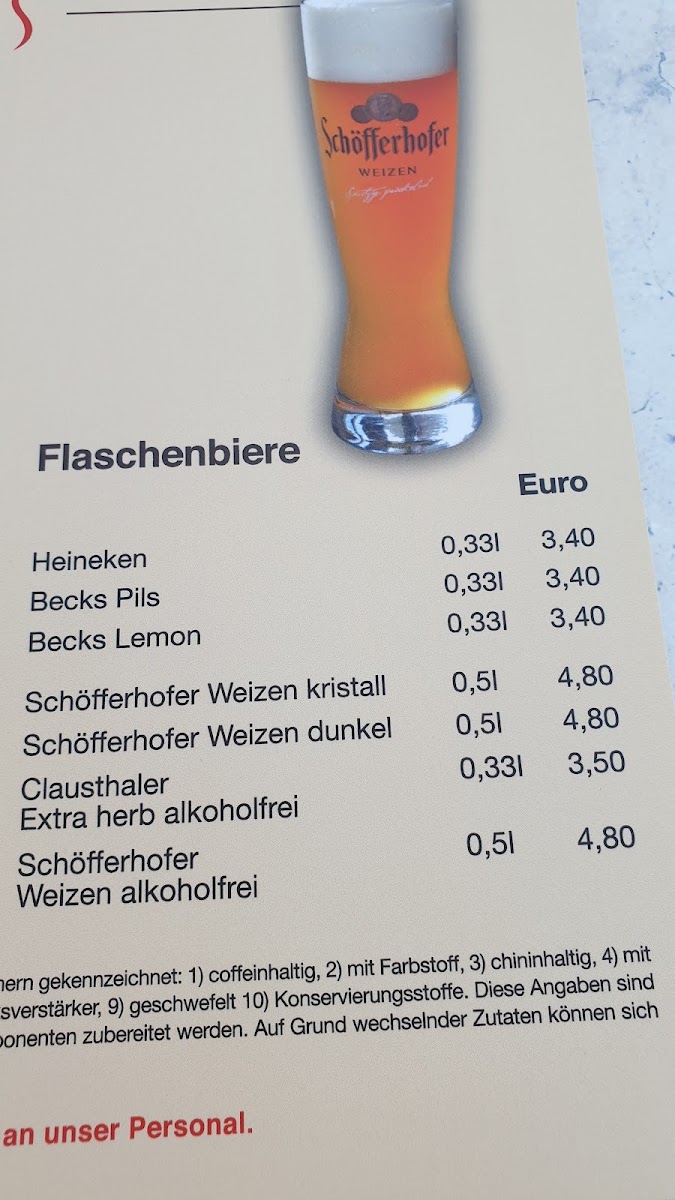 Schöfferhofer
WEIZEN
Flaschenbiere
Euro
Heineken 0,33l 3,40
Becks Pils 0,33l 3,40
Becks Lemon 0,33l 3,40
Schöfferhofer Weizen kristall 0,5l 4,80
Schöfferhofer Weizen dunkel 0,5l 4,80
Clausthaler 0,33l 3,50
Extra herb alkoholfrei
Schöfferhofer 0,5l 4,80
Weizen alkoholfrei
nern gekennzeichnet: 1) coffeinhaltig, 2) mit Farbstoff, 3) chininhaltig, 4) mit
sverstärker, 9) geschwefelt 10) Konservierungsstoffe. Diese Angaben sind
ponenten zubereitet werden. Auf Grund wechselnder Zutaten können sich
an unser Personal.